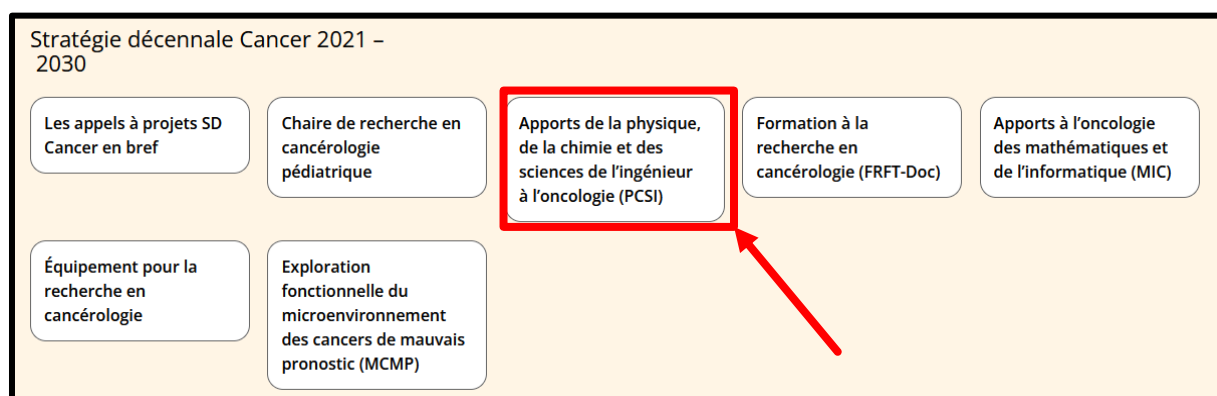 Stratégie décennale Cancer 2021 –
2030
Les appels à projets SD
Cancer en bref
Chaire de recherche en
cancérologie
pédiatrique
Apports de la physique,
de la chimie et des
sciences de l’ingénieur
à l’oncologie (PCSI)
Formation à la
recherche en
cancérologie (FRFT-Doc)
Apports à l’oncologie
des mathématiques et
de l’informatique (MIC)
Équipement pour la
recherche en
cancérologie
Exploration
fonctionnelle du
microenvironnement
des cancers de mauvais
pronostic (MCMP)